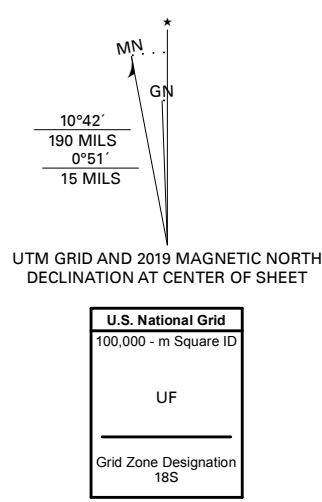 ★
MN
GN
10°42´
190 MILS
0°51´
15 MILS
UTM GRID AND 2019 MAGNETIC NORTH
DECLINATION AT CENTER OF SHEET
U.S. National Grid
100,000 - m Square ID
UF
Grid Zone Designation
18S